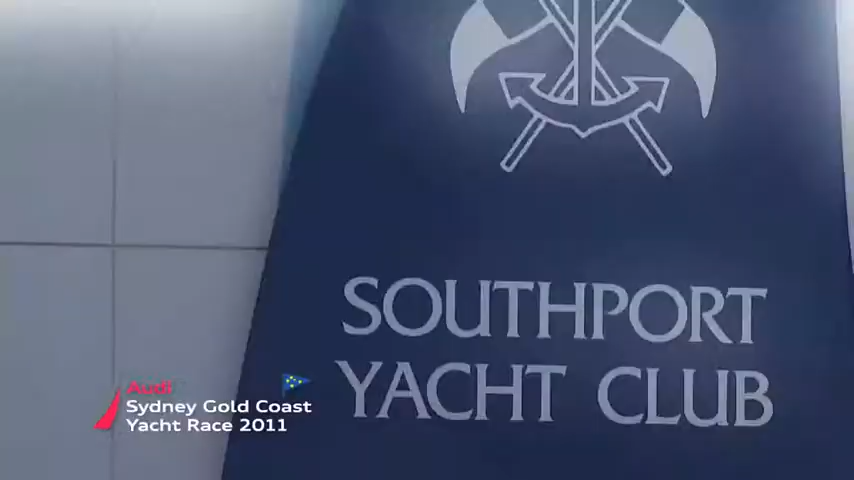 SOUTHPORT
YACHT CLUB
Audi
Sydney Gold Coast
Yacht Race 2011